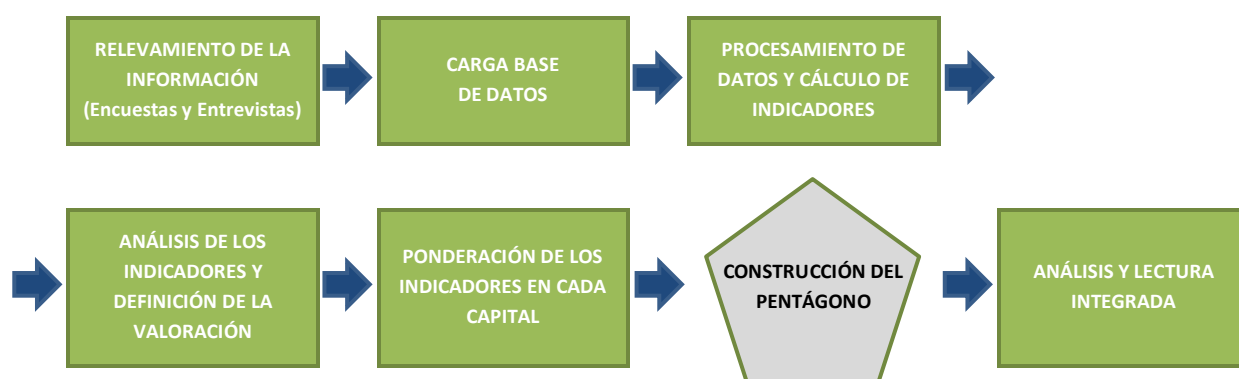 RELEVAMIENTO DE LA
INFORMACIÓN
(Encuestas y Entrevistas)
CARGA BASE
DE DATOS
PROCESAMIENTO DE
DATOS Y CÁLCULO DE
INDICADORES
ANÁLISIS DE LOS
INDICADORES Y
DEFINICIÓN DE LA
VALORACIÓN
PONDERACIÓN DE LOS
INDICADORES EN CADA
CAPITAL
CONSTRUCCIÓN DEL
PENTÁGONO
ANÁLISIS Y LECTURA
INTEGRADA